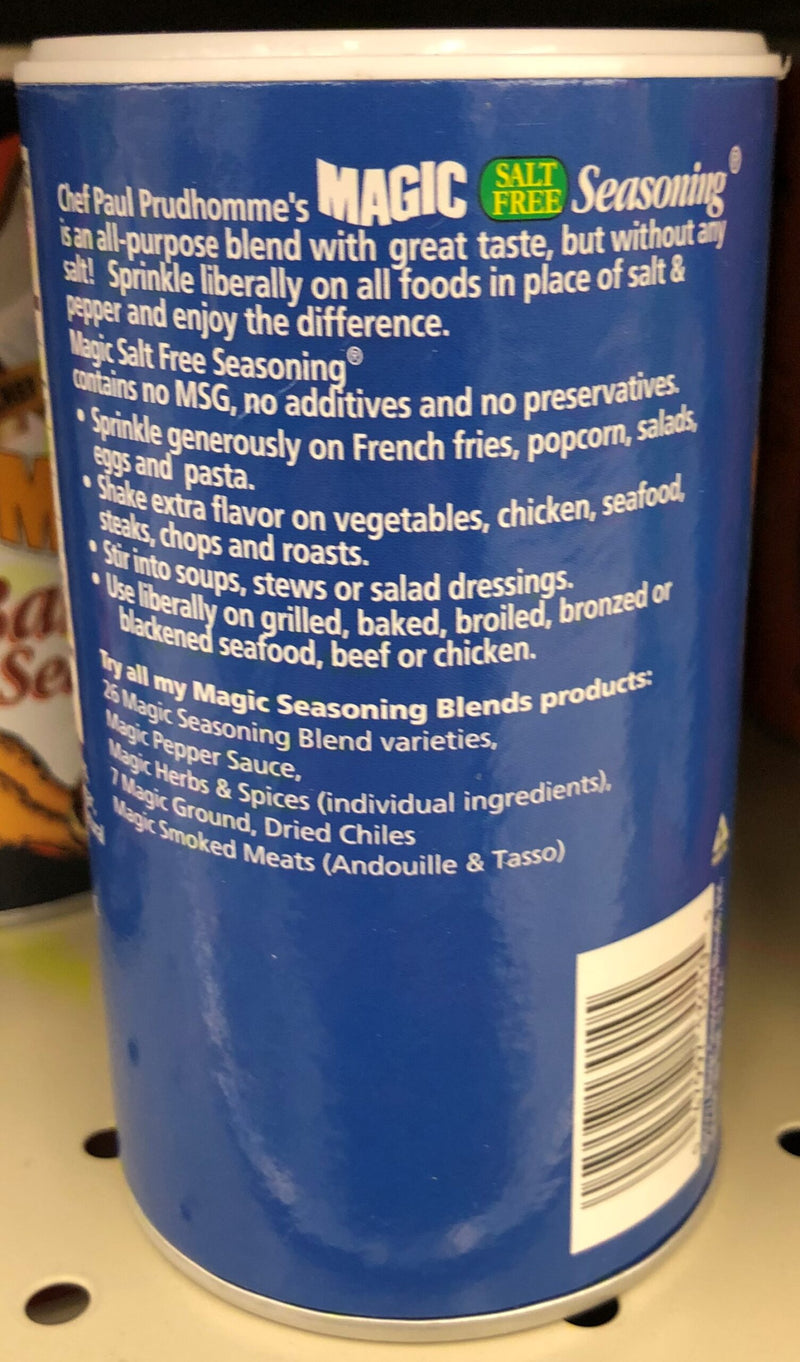 Chef Paul Prudhomme's MAGIC SALT FREE Seasoning®
is an all-purpose blend with great taste, but without any
salt! Sprinkle liberally on all foods in place of salt &
pepper and enjoy the difference.
Magic Salt Free Seasoning®
contains no MSG, no additives and no preservatives.
• Sprinkle generously on French fries, popcorn, salads,
eggs and pasta.
• Shake extra flavor on vegetables, chicken, seafood,
steaks, chops and roasts.
• Stir into soups, stews or salad dressings.
• Use liberally on grilled, baked, broiled, bronzed or
blackened seafood, beef or chicken.
Try all my Magic Seasoning Blends products:
26 Magic Seasoning Blend varieties,
Magic Pepper Sauce,
Magic Herbs & Spices (individual ingredients),
7 Magic Ground, Dried Chiles
Magic Smoked Meats (Andouille & Tasso)